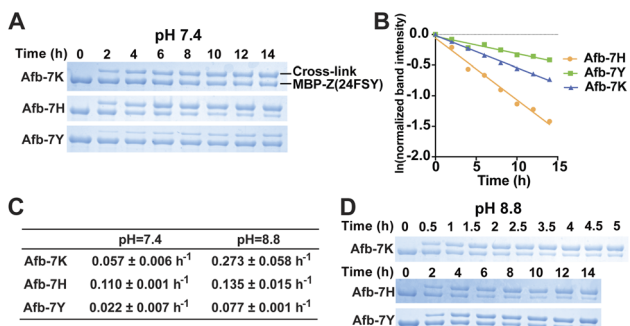 A
pH 7.4
Time (h) 0 2 4 6 8 10 12 14
Afb-7K
Cross-link
MBP-Z(24FSY)
Afb-7H
Afb-7Y
B
ln(normalized band intensity)
0.0
-0.5
-1.0
-1.5
-2.0
0 5 10 15
Time (h)
Afb-7H
Afb-7Y
Afb-7K
C
pH=7.4 pH=8.8
Afb-7K 0.057 ± 0.006 h⁻¹ 0.273 ± 0.058 h⁻¹
Afb-7H 0.110 ± 0.001 h⁻¹ 0.135 ± 0.015 h⁻¹
Afb-7Y 0.022 ± 0.007 h⁻¹ 0.077 ± 0.001 h⁻¹
D
pH 8.8
Time (h) 0 0.5 1 1.5 2 2.5 3.5 4 4.5 5
Afb-7K
Time (h) 0 2 4 6 8 10 12 14
Afb-7H
Afb-7Y